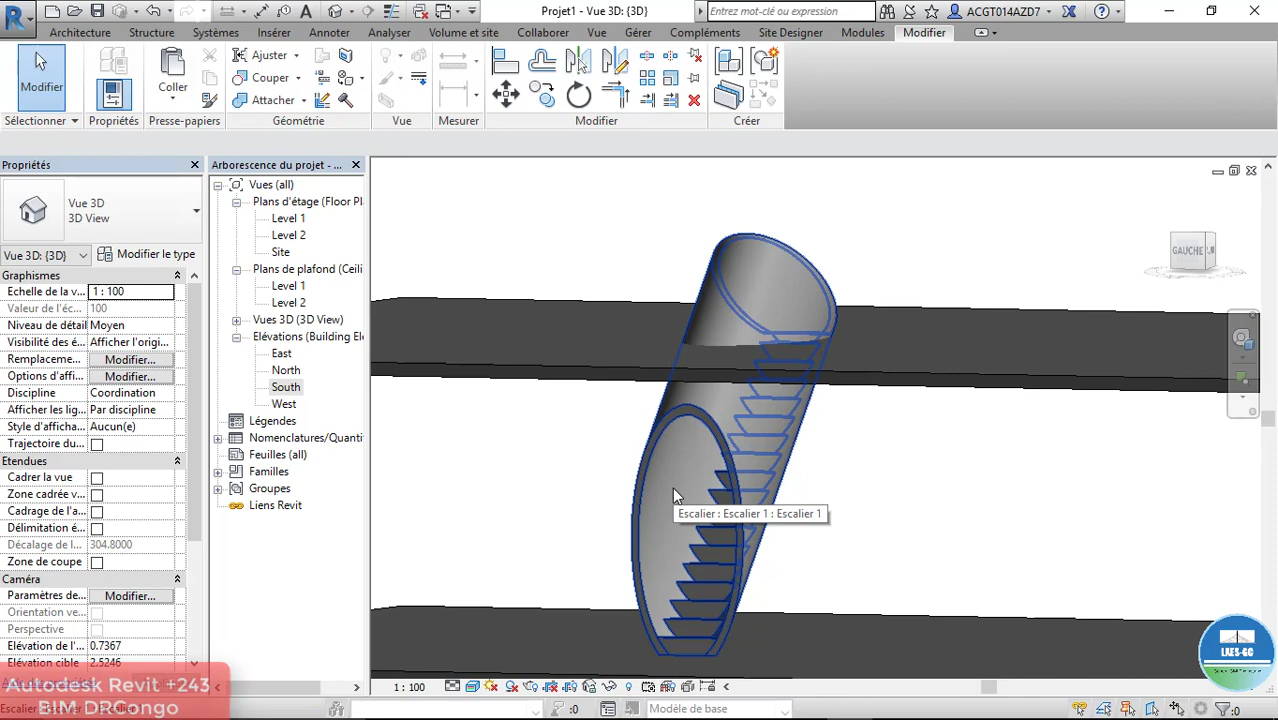 Projet1 - Vue 3D: {3D}
Entrez mot-clé ou expression
ACGT014AZD7
Architecture
Structure
Systèmes
Insérer
Annoter
Analyser
Volume et site
Collaborer
Vue
Gérer
Compléments
Site Designer
Modules
Modifier
Modifier
Coller
Ajuster
Couper
Attacher
Sélectionner
Propriétés
Presse-papiers
Géométrie
Vue
Mesurer
Modifier
Créer
Propriétés
Vue 3D
3D View
Vue 3D: {3D}
Modifier le type
Graphismes
Echelle de la v... 1 : 100
Valeur de l'éc... 100
Niveau de détail Moyen
Visibilité des é... Afficher l'origi...
Remplaceme... Modifier...
Options d'affi... Modifier...
Discipline Coordination
Afficher les lig... Par discipline
Style d'afficha... Aucun(e)
Trajectoire du...
Etendues
Cadrer la vue
Zone cadrée v...
Cadrage de l'a...
Délimitation é...
Décalage de l... 304.8000
Zone de coupe
Caméra
Paramètres de... Modifier...
Orientation ve...
Perspective
Elévation de l'... 0.7367
Elévation cible 2.5246
Autodesk Revit +243
BIM DRCongo
Arborescence du projet - ...
Vues (all)
Plans d'étage (Floor Pl
Level 1
Level 2
Site
Plans de plafond (Ceili
Level 1
Level 2
Vues 3D (3D View)
Elévations (Building El
East
North
South
West
Légendes
Nomenclatures/Quanti
Feuilles (all)
Familles
Groupes
Liens Revit
GAUCHE
Escalier : Escalier 1 : Escalier 1
1 : 100
:0
Modèle de base
:0
LAES-GC